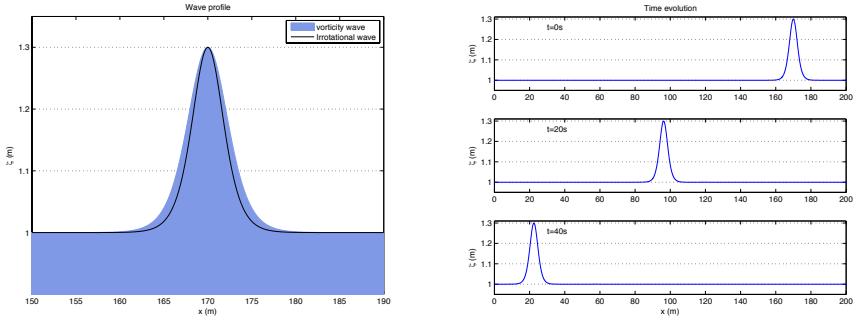 Wave profile
vorticity wave
Irrotational wave
1.3
1.2
1.1
1
ζ (m)
150 155 160 165 170 175 180 185 190
x (m)
Time evolution
t=0s
1.3
1.2
1.1
1
ζ (m)
0 20 40 60 80 100 120 140 160 180 200
t=20s
1.3
1.2
1.1
1
ζ (m)
0 20 40 60 80 100 120 140 160 180 200
t=40s
1.3
1.2
1.1
1
ζ (m)
0 20 40 60 80 100 120 140 160 180 200
x (m)